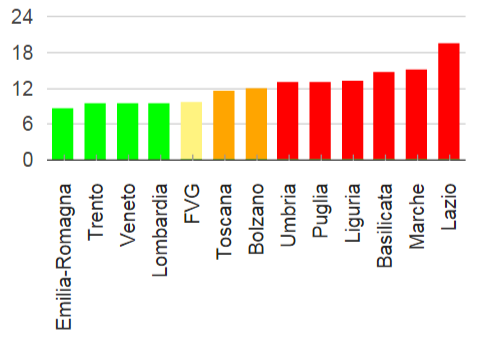 24
18
12
6
0
Emilia-Romagna
Trento
Veneto
Lombardia
FVG
Toscana
Bolzano
Umbria
Puglia
Liguria
Basilicata
Marche
Lazio